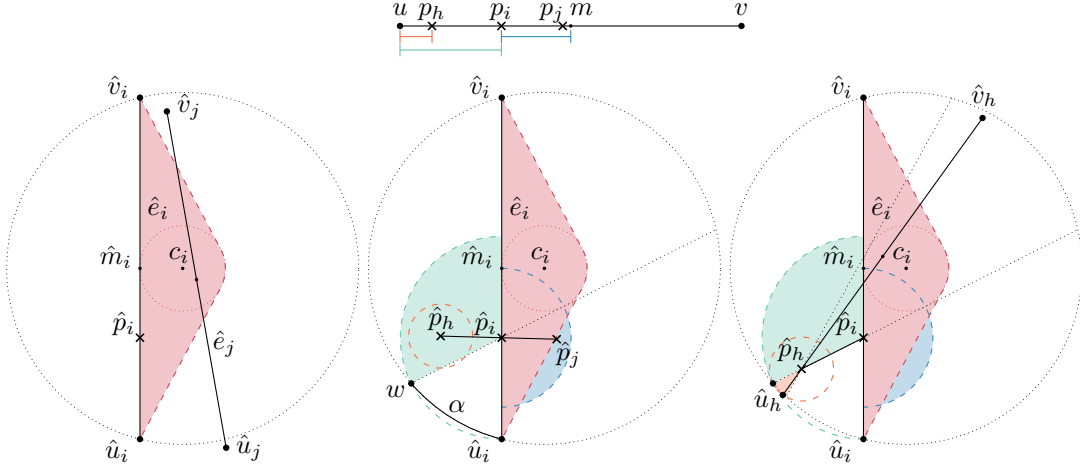 u p_h p_i p_j m v
v̂_i v̂_j
ê_i
m̂_i c_i
p̂_i ê_j
û_i û_j
v̂_i
ê_i
m̂_i c_i
p̂_h p̂_i p̂_j
w α
û_i
v̂_i v̂_h
ê_i
m̂_i c_i
p̂_h p̂_i
û_h
û_i